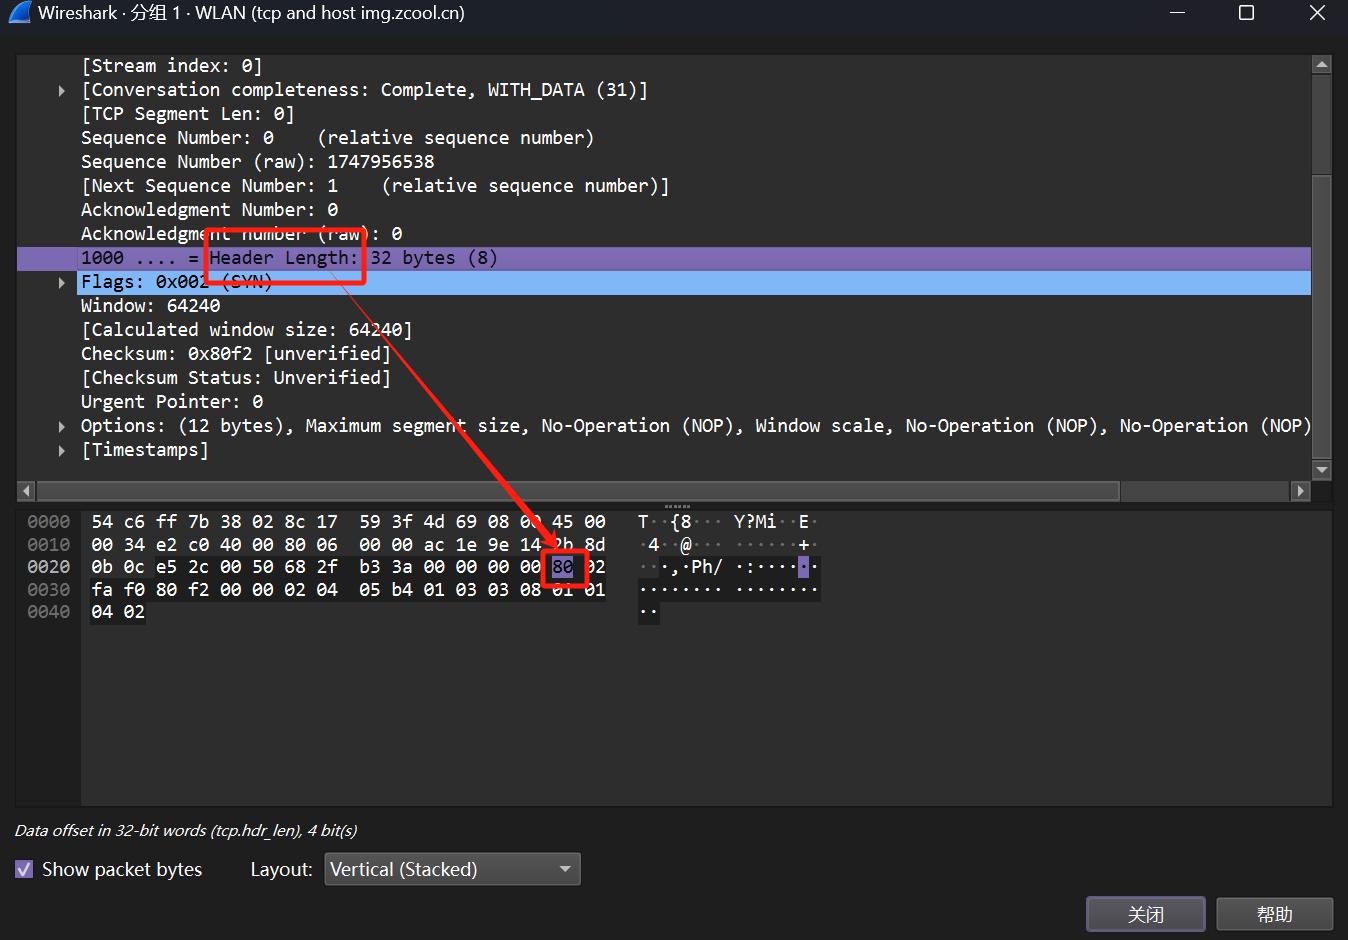 Wireshark · 分组 1 · WLAN (tcp and host img.zcool.cn)
[Stream index: 0]
[Conversation completeness: Complete, WITH_DATA (31)]
[TCP Segment Len: 0]
Sequence Number: 0    (relative sequence number)
Sequence Number (raw): 1747956538
[Next Sequence Number: 1    (relative sequence number)]
Acknowledgment Number: 0
Acknowledgment number (raw): 0
1000 .... = Header Length: 32 bytes (8)
Flags: 0x002 (SYN)
Window: 64240
[Calculated window size: 64240]
Checksum: 0x80f2 [unverified]
[Checksum Status: Unverified]
Urgent Pointer: 0
Options: (12 bytes), Maximum segment size, No-Operation (NOP), Window scale, No-Operation (NOP), No-Operation (NOP)
[Timestamps]
0000 54 c6 ff 7b 38 02 8c 17 59 3f 4d 69 08 00 45 00 T··{8··· Y?Mi··E·
0010 00 34 e2 c0 40 00 80 06 00 00 ac 1e 9e 14 2b 8d ·4··@··· ······+·
0020 0b 0c e5 2c 00 50 68 2f b3 3a 00 00 00 00 80 02 ···,·Ph/ ·:······
0030 fa f0 80 f2 00 00 02 04 05 b4 01 03 03 08 01 01 ········ ········
0040 04 02 ··
Data offset in 32-bit words (tcp.hdr_len), 4 bit(s)
Show packet bytes Layout: Vertical (Stacked)
关闭 帮助